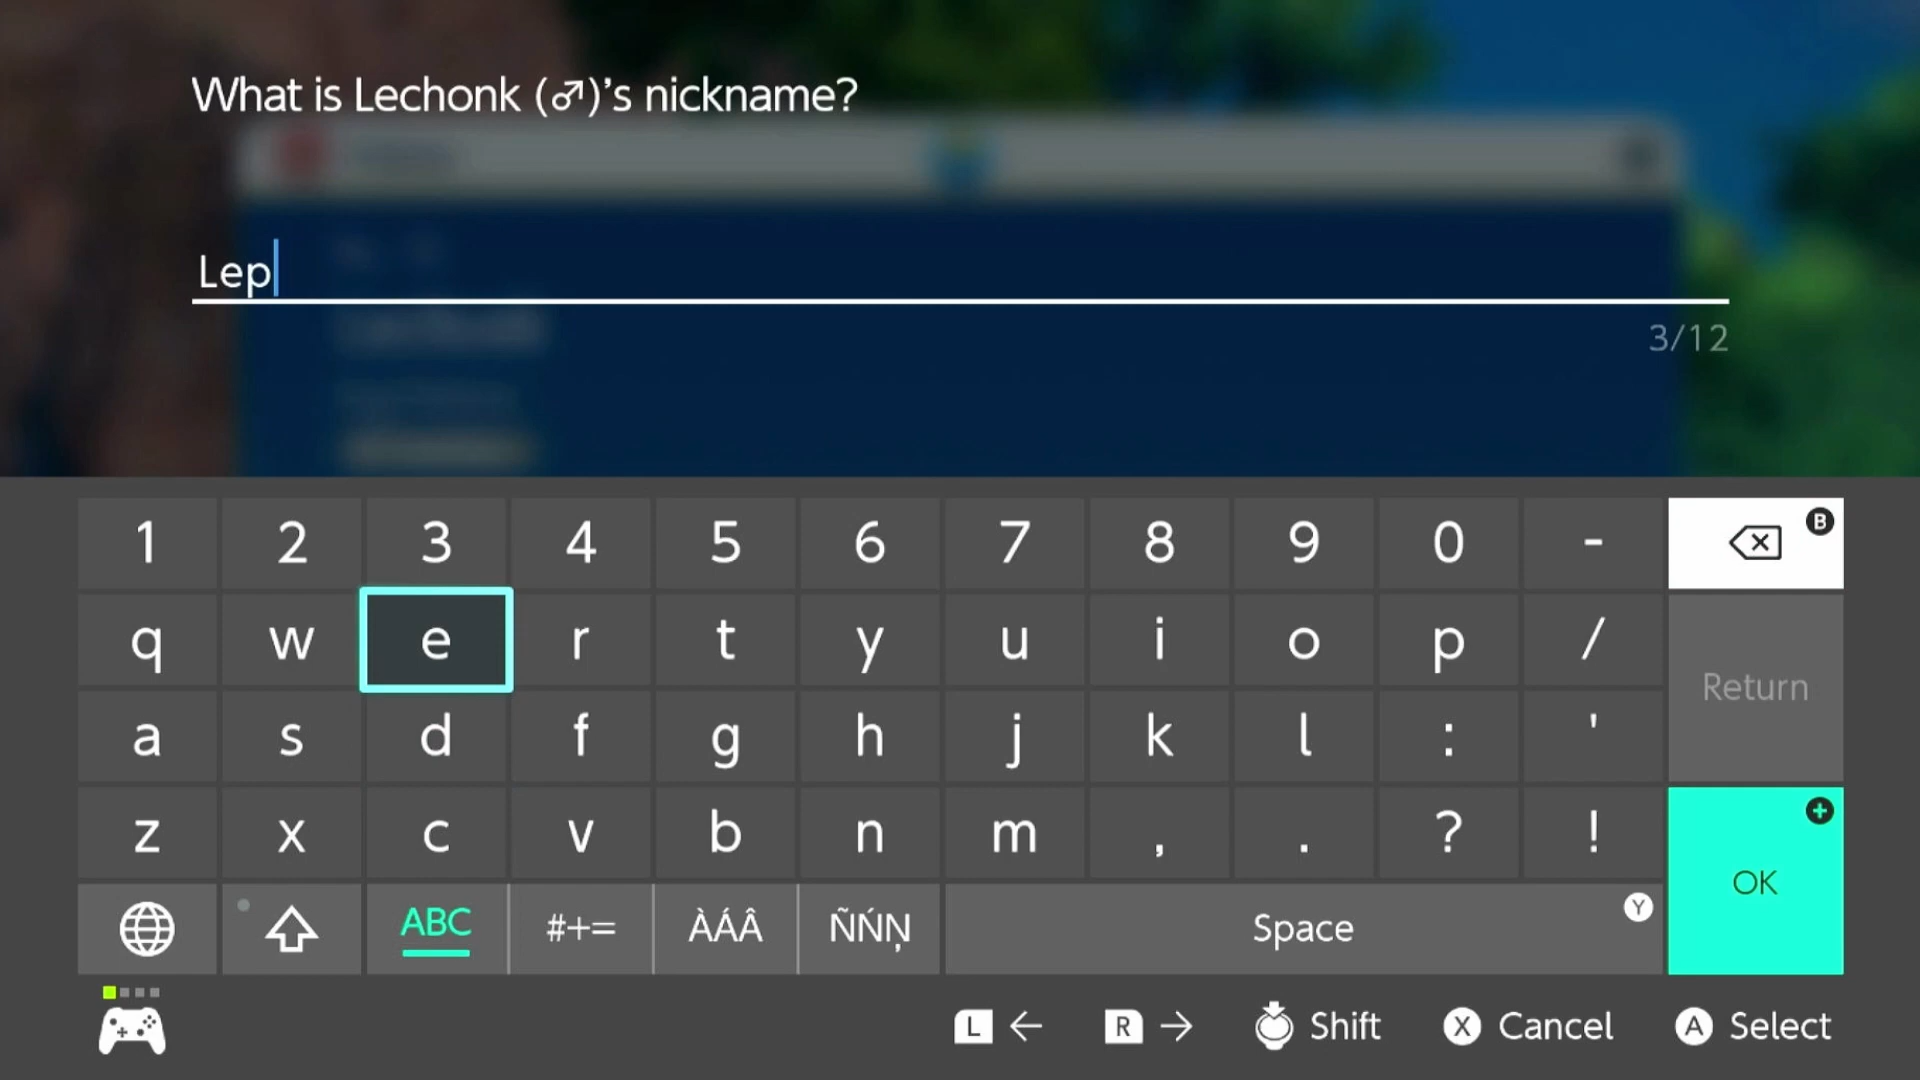 What is Lechonk (♂)'s nickname?
Lep
3/12
1 2 3 4 5 6 7 8 9 0 - B
q w e r t y u i o p /
Return
a s d f g h j k l : '
z x c v b n m , . ? ! +
OK
ABC #+= ÀÁÂ ÑŃŅ Space Y
L ← R → Shift X Cancel A Select